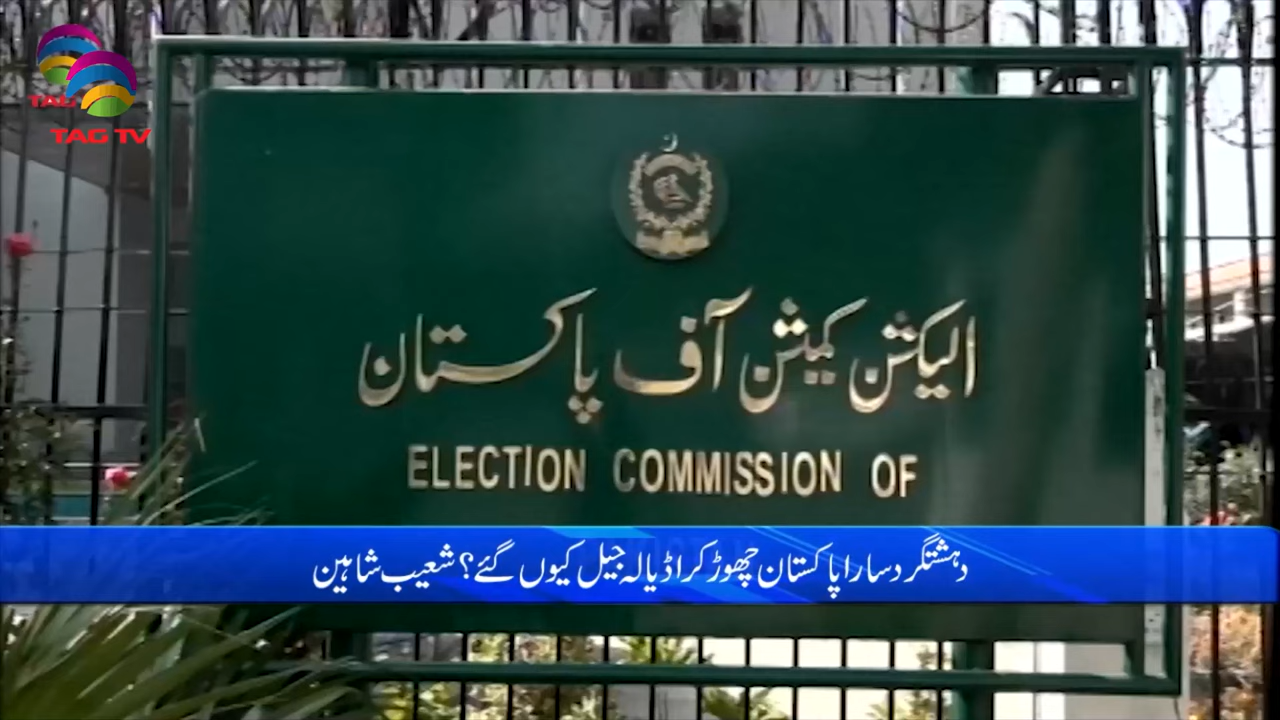 TAG
TAG TV
الیکشن کمیشن آف پاکستان
ELECTION COMMISSION OF
دہشتگرد سارا پاکستان چھوڑ کر اڈیالہ جیل کیوں گئے؟ شعیب شاہین